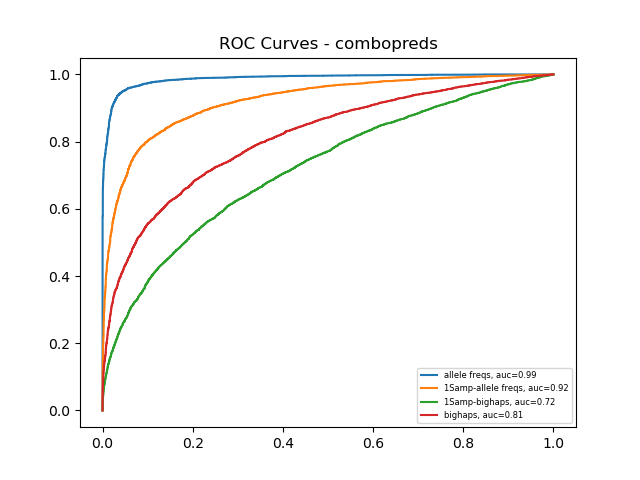 ROC Curves - combopreds
1.0
0.8
0.6
0.4
0.2
0.0
allele freqs, auc=0.99
1Samp-allele freqs, auc=0.92
1Samp-bighaps, auc=0.72
bighaps, auc=0.81
0.0 0.2 0.4 0.6 0.8 1.0